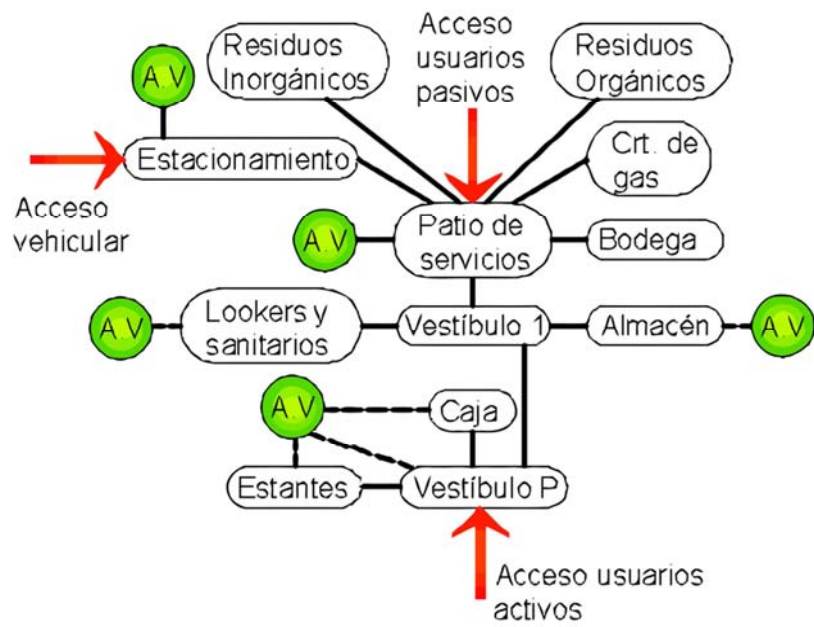 A.V
Residuos
Inorgánicos
Acceso
usuarios
pasivos
Residuos
Orgánicos
Estacionamiento
Crt. de
gas
Acceso
vehicular
A.V
Patio de
servicios
Bodega
A.V
Lookers y
sanitarios
Vestíbulo 1
Almacén
A.V
A.V
Caja
Estantes
Vestíbulo P
Acceso usuarios
activos